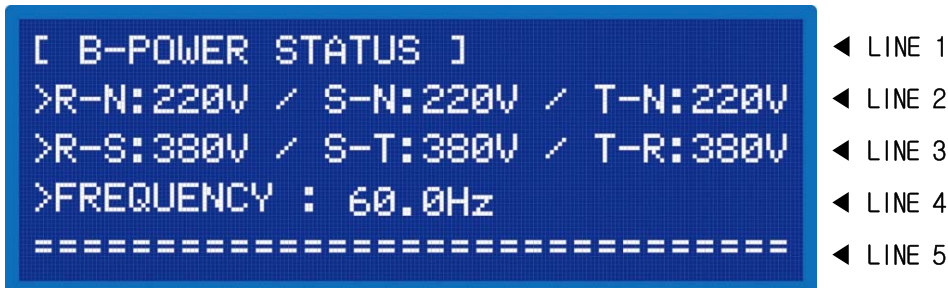 [ B-POWER STATUS ] ◀ LINE 1
>R-N:220V / S-N:220V / T-N:220V ◀ LINE 2
>R-S:380V / S-T:380V / T-R:380V ◀ LINE 3
>FREQUENCY : 60.0Hz ◀ LINE 4
=============================== ◀ LINE 5